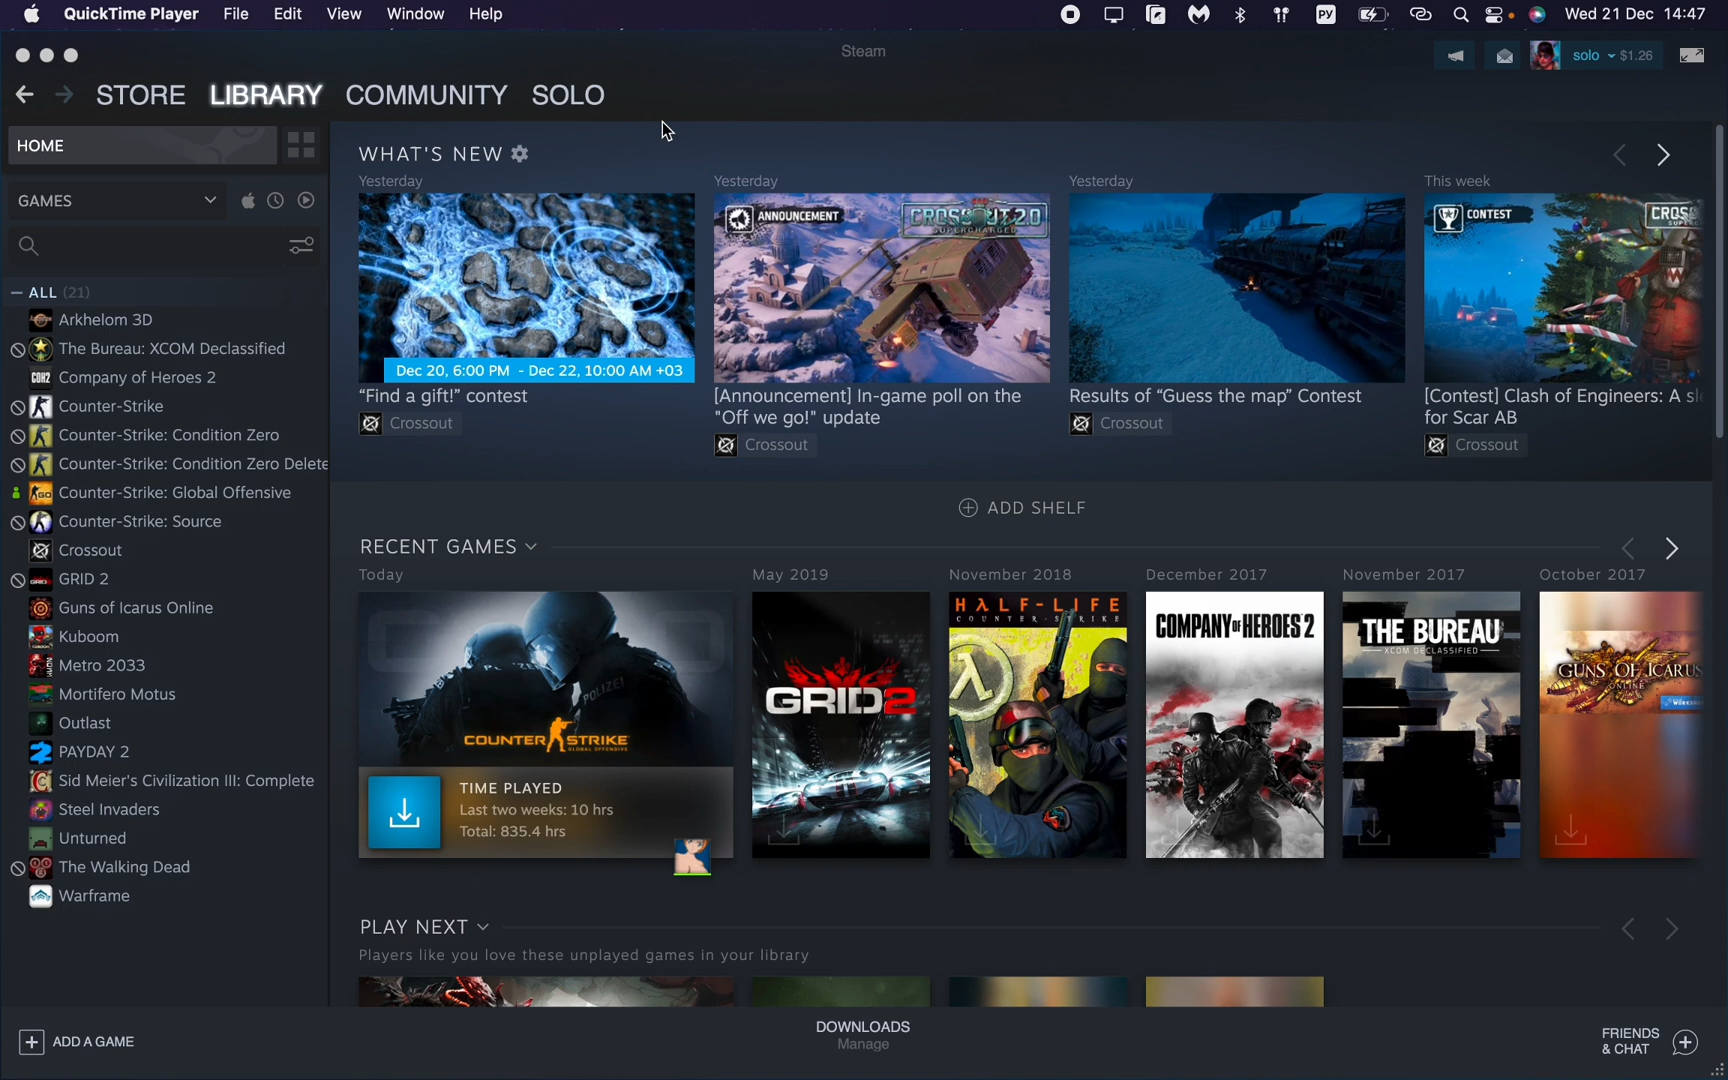 QuickTime Player File Edit View Window Help РУ Wed 21 Dec 14:47
Steam
solo $1.26
STORE LIBRARY COMMUNITY SOLO
HOME
GAMES
— ALL (21)
Arkhelom 3D
The Bureau: XCOM Declassified
Company of Heroes 2
Counter-Strike
Counter-Strike: Condition Zero
Counter-Strike: Condition Zero Delete
Counter-Strike: Global Offensive
Counter-Strike: Source
Crossout
GRID 2
Guns of Icarus Online
Kuboom
Metro 2033
Mortifero Motus
Outlast
PAYDAY 2
Sid Meier's Civilization III: Complete
Steel Invaders
Unturned
The Walking Dead
Warframe
WHAT'S NEW
Yesterday
Dec 20, 6:00 PM - Dec 22, 10:00 AM +03
“Find a gift!” contest
Crossout
Yesterday
ANNOUNCEMENT
CROSSOUT 2.0
SUPERCHARGED
[Announcement] In-game poll on the
"Off we go!" update
Crossout
Yesterday
Results of “Guess the map” Contest
Crossout
This week
CONTEST
[Contest] Clash of Engineers: A sl
for Scar AB
Crossout
ADD SHELF
RECENT GAMES
Today
COUNTER STRIKE
GLOBAL OFFENSIVE
POLIZEI
TIME PLAYED
Last two weeks: 10 hrs
Total: 835.4 hrs
May 2019
GRID2
November 2018
HALF-LIFE
COUNTER-STRIKE
December 2017
COMPANY OF HEROES 2
November 2017
THE BUREAU
XCOM DECLASSIFIED
October 2017
GUNS OF ICARUS
ONLINE
PLAY NEXT
Players like you love these unplayed games in your library
ADD A GAME
DOWNLOADS
Manage
FRIENDS
& CHAT